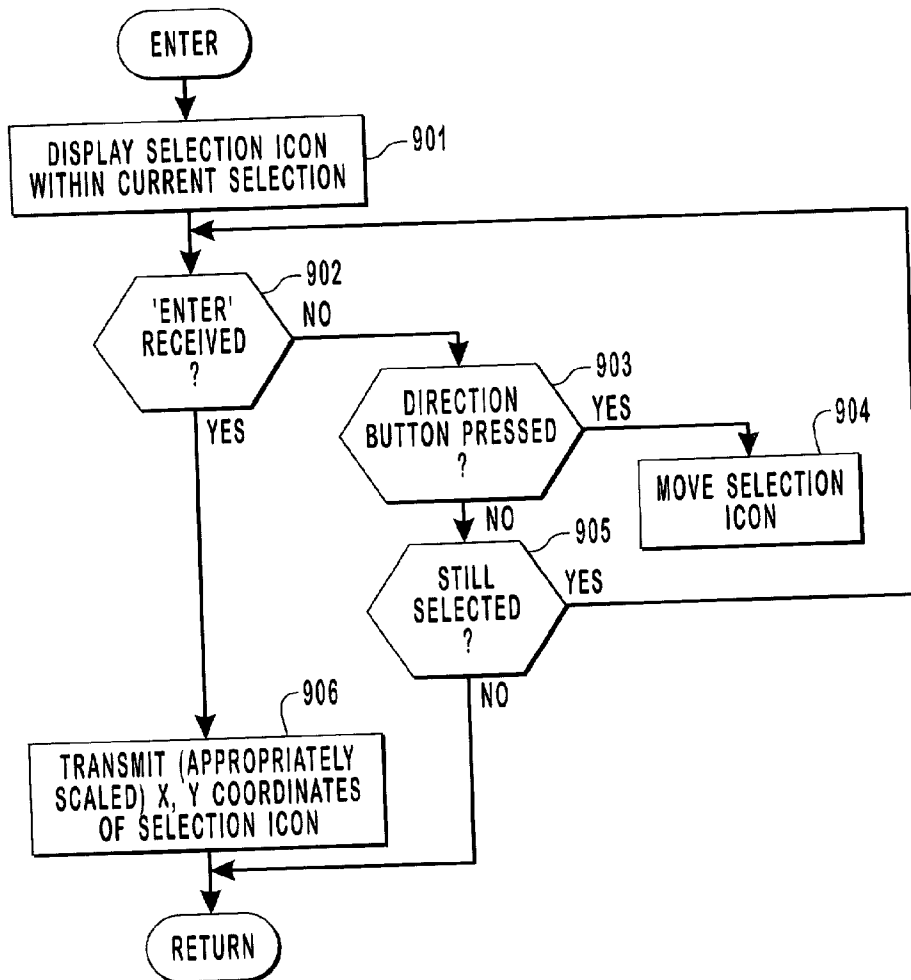 ENTER
DISPLAY SELECTION ICON
WITHIN CURRENT SELECTION
901
902
'ENTER'
RECEIVED
?
NO
YES
903
DIRECTION
BUTTON PRESSED
?
YES
NO
904
MOVE SELECTION
ICON
905
STILL
SELECTED
?
YES
NO
906
TRANSMIT (APPROPRIATELY
SCALED) X, Y COORDINATES
OF SELECTION ICON
RETURN